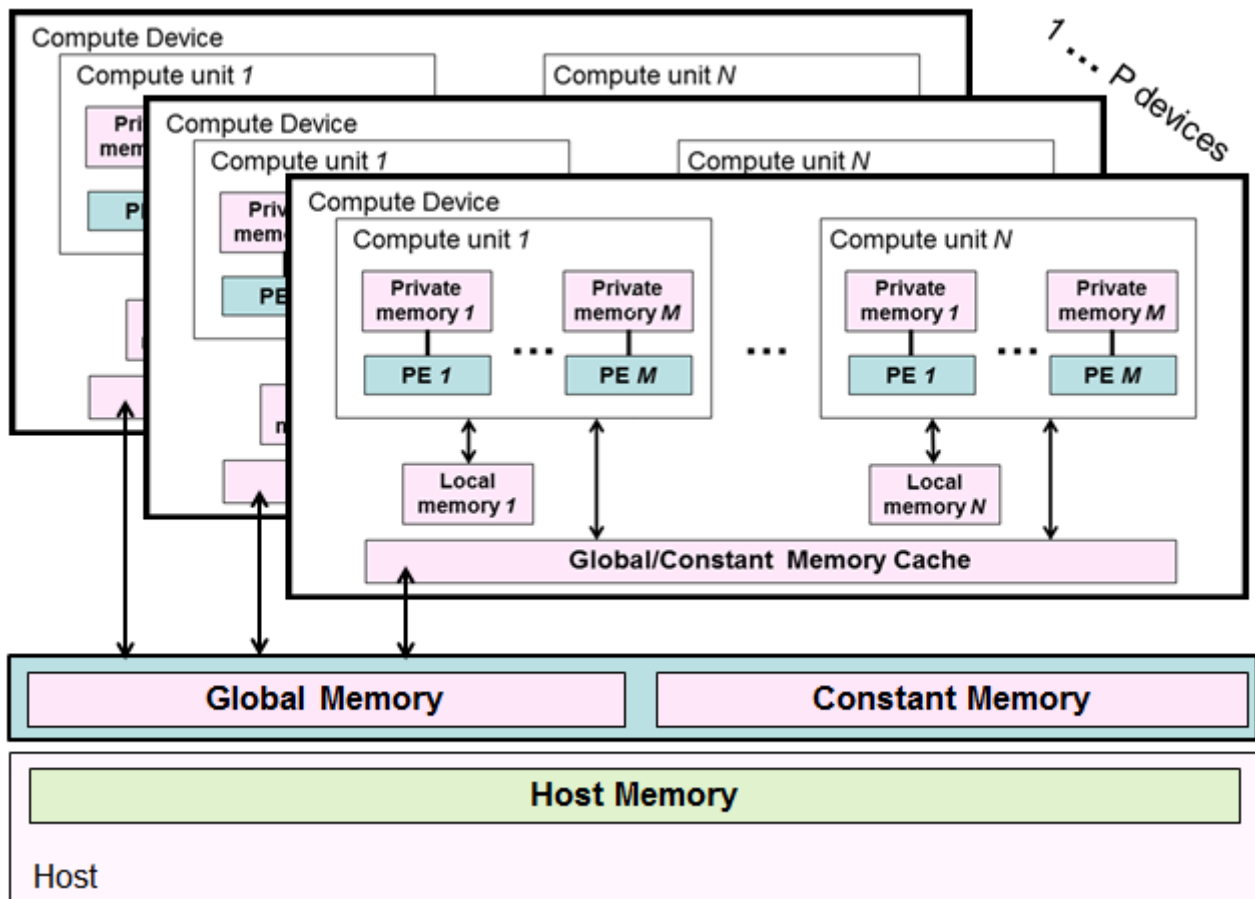 1 ... P devices
Compute Device
Compute unit 1
Compute unit N
Compute Device
Compute unit 1
Compute unit N
Compute Device
Compute unit 1
Compute unit N
Private
memory 1
Private
memory M
Private
memory 1
Private
memory M
...
...
...
PE 1
PE M
PE 1
PE M
Local
memory 1
Local
memory N
Global/Constant Memory Cache
Global Memory
Constant Memory
Host Memory
Host